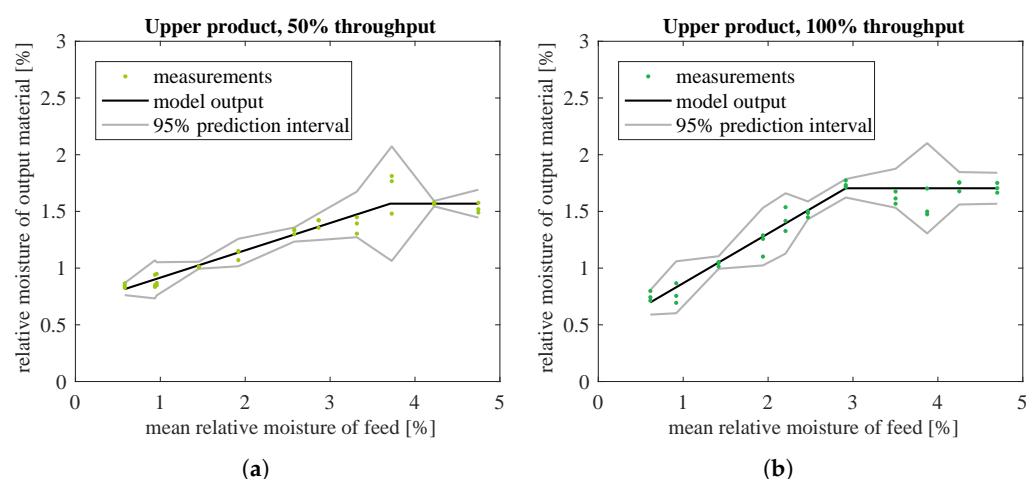 Upper product, 50% throughput
3
2.5
2
1.5
1
0.5
0
relative moisture of output material [%]
measurements
model output
95% prediction interval
0 1 2 3 4 5
mean relative moisture of feed [%]
(a)
Upper product, 100% throughput
3
2.5
2
1.5
1
0.5
0
relative moisture of output material [%]
measurements
model output
95% prediction interval
0 1 2 3 4 5
mean relative moisture of feed [%]
(b)